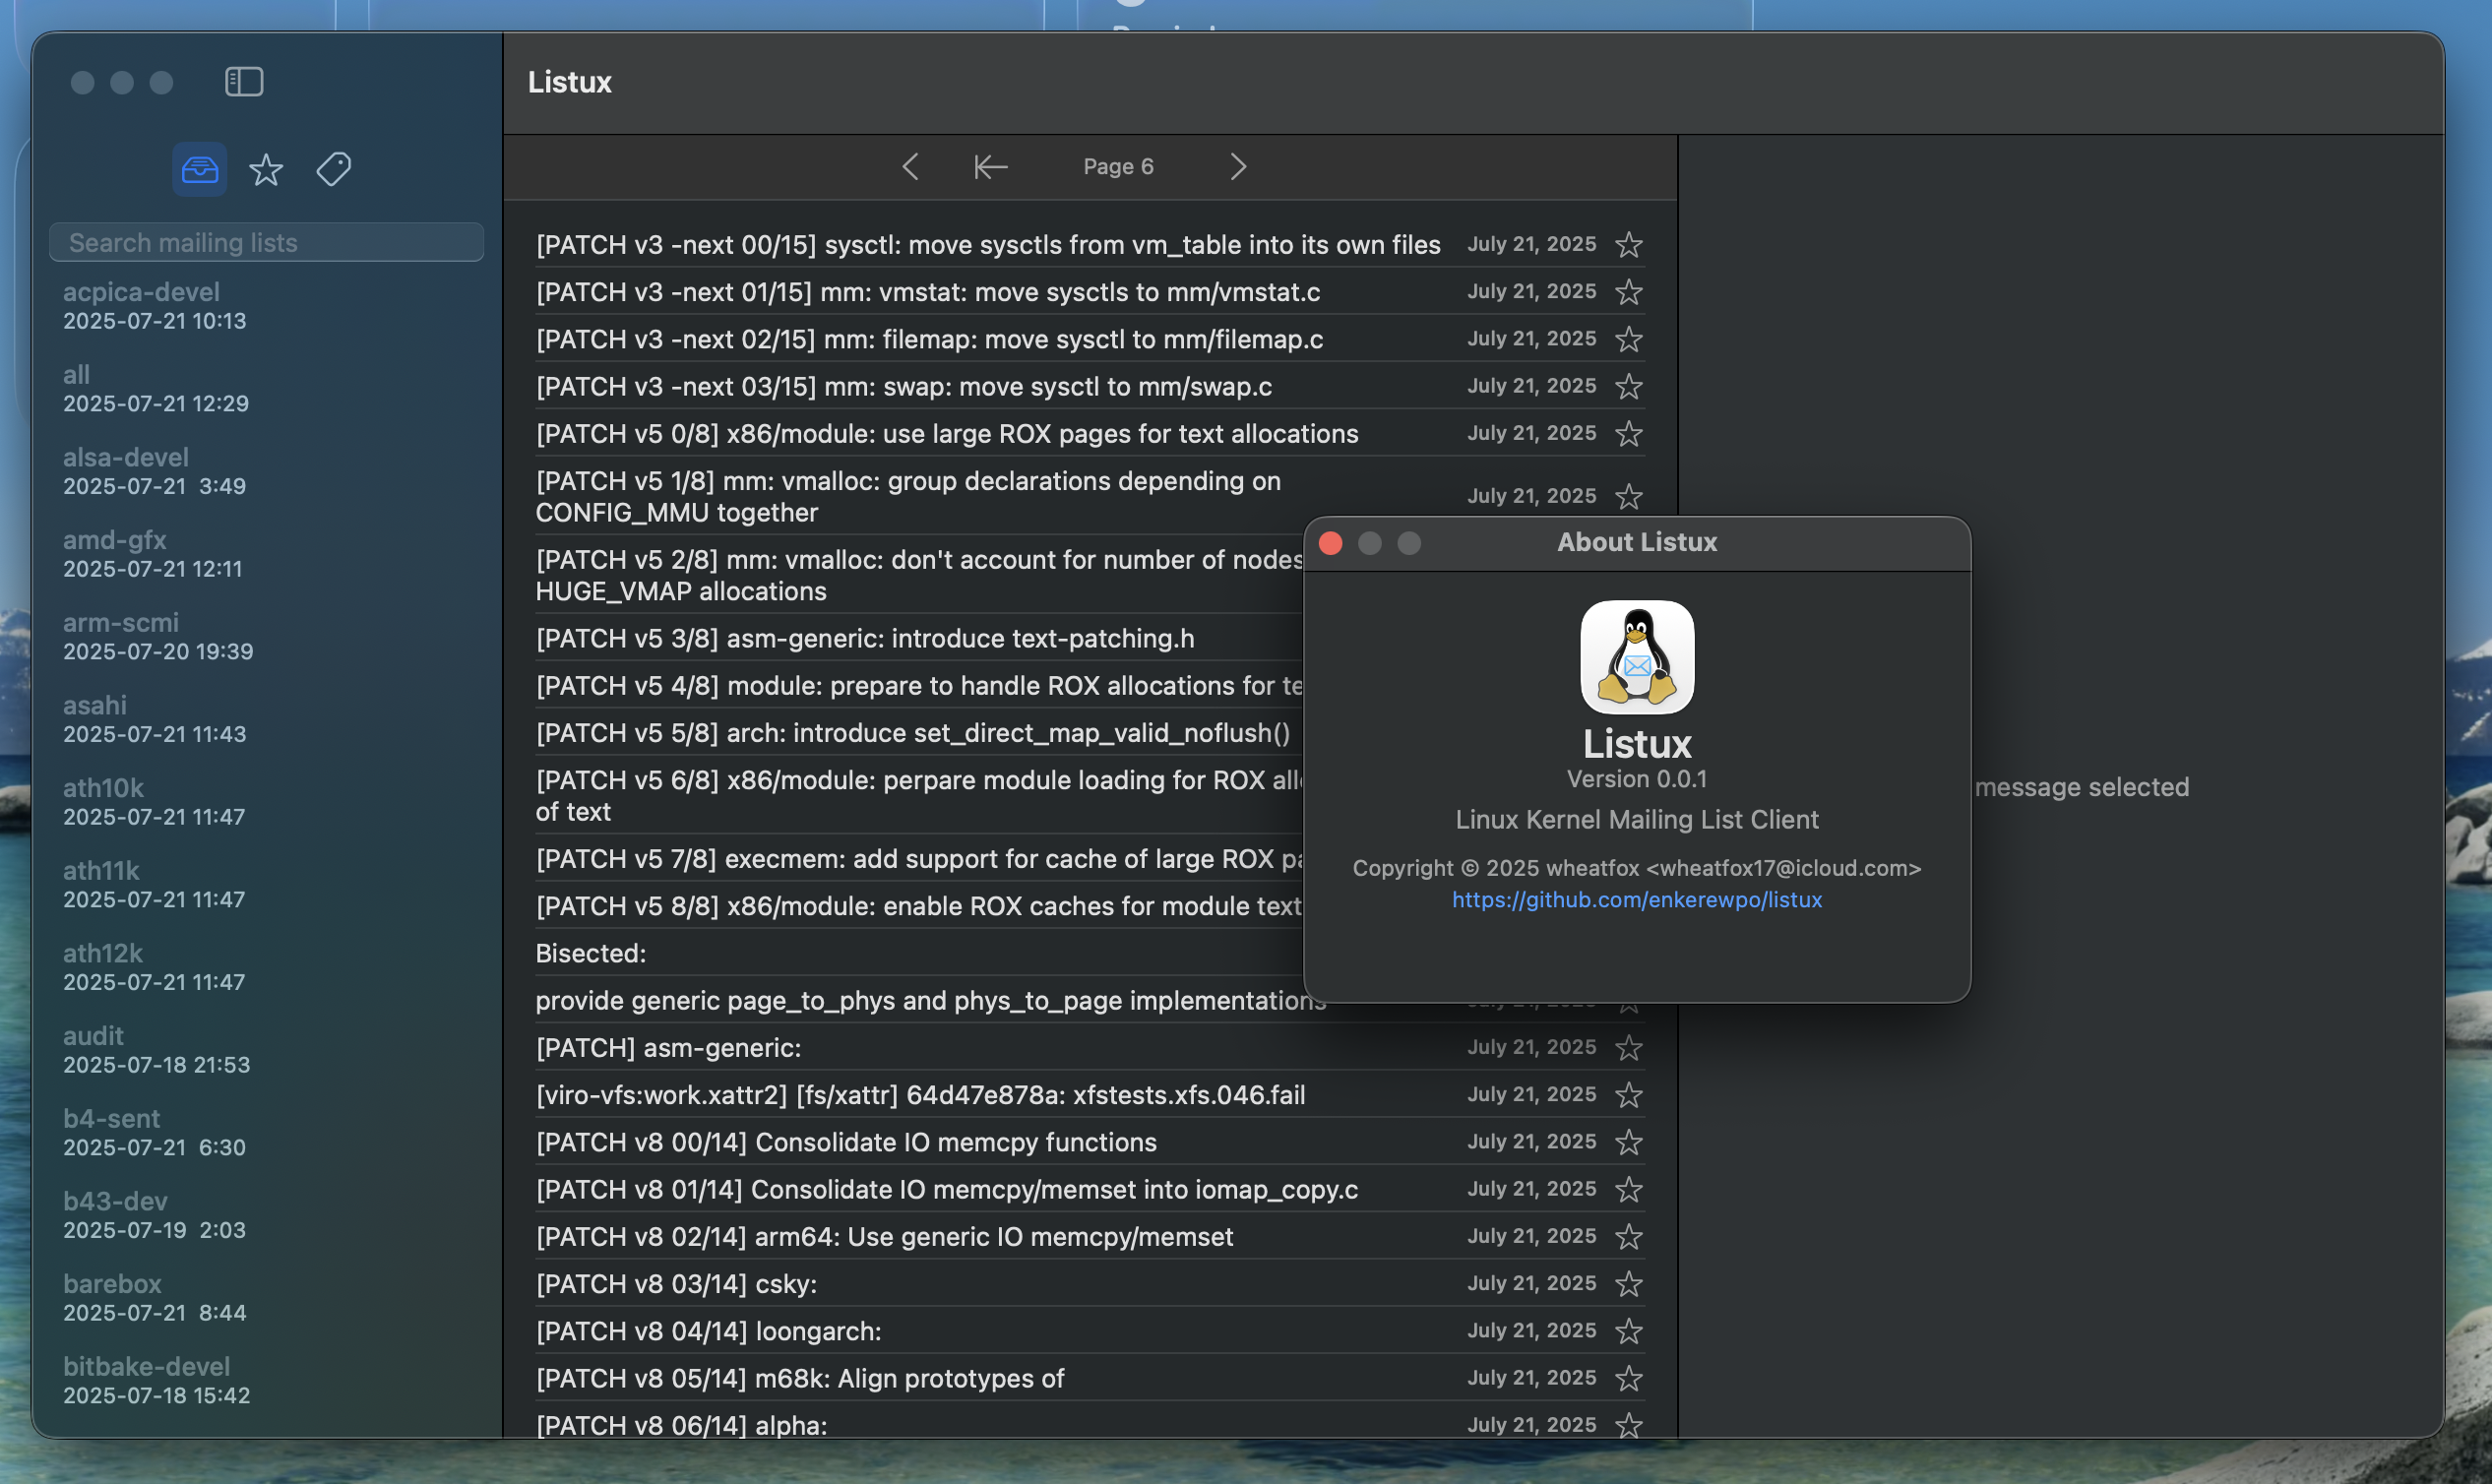 Listux
Search mailing lists
acpica-devel
2025-07-21 10:13
all
2025-07-21 12:29
alsa-devel
2025-07-21 3:49
amd-gfx
2025-07-21 12:11
arm-scmi
2025-07-20 19:39
asahi
2025-07-21 11:43
ath10k
2025-07-21 11:47
ath11k
2025-07-21 11:47
ath12k
2025-07-21 11:47
audit
2025-07-18 21:53
b4-sent
2025-07-21 6:30
b43-dev
2025-07-19 2:03
barebox
2025-07-21 8:44
bitbake-devel
2025-07-18 15:42
Page 6
[PATCH v3 -next 00/15] sysctl: move sysctls from vm_table into its own files July 21, 2025
[PATCH v3 -next 01/15] mm: vmstat: move sysctls to mm/vmstat.c July 21, 2025
[PATCH v3 -next 02/15] mm: filemap: move sysctl to mm/filemap.c July 21, 2025
[PATCH v3 -next 03/15] mm: swap: move sysctl to mm/swap.c July 21, 2025
[PATCH v5 0/8] x86/module: use large ROX pages for text allocations July 21, 2025
[PATCH v5 1/8] mm: vmalloc: group declarations depending on
CONFIG_MMU together July 21, 2025
[PATCH v5 2/8] mm: vmalloc: don't account for number of nodes
HUGE_VMAP allocations
[PATCH v5 3/8] asm-generic: introduce text-patching.h
[PATCH v5 4/8] module: prepare to handle ROX allocations for te
[PATCH v5 5/8] arch: introduce set_direct_map_valid_noflush()
[PATCH v5 6/8] x86/module: perpare module loading for ROX all
of text
[PATCH v5 7/8] execmem: add support for cache of large ROX pa
[PATCH v5 8/8] x86/module: enable ROX caches for module text
Bisected:
provide generic page_to_phys and phys_to_page implementations
[PATCH] asm-generic: July 21, 2025
[viro-vfs:work.xattr2] [fs/xattr] 64d47e878a: xfstests.xfs.046.fail July 21, 2025
[PATCH v8 00/14] Consolidate IO memcpy functions July 21, 2025
[PATCH v8 01/14] Consolidate IO memcpy/memset into iomap_copy.c July 21, 2025
[PATCH v8 02/14] arm64: Use generic IO memcpy/memset July 21, 2025
[PATCH v8 03/14] csky: July 21, 2025
[PATCH v8 04/14] loongarch: July 21, 2025
[PATCH v8 05/14] m68k: Align prototypes of July 21, 2025
[PATCH v8 06/14] alpha: July 21, 2025
About Listux
Listux
Version 0.0.1
Linux Kernel Mailing List Client
Copyright © 2025 wheatfox <wheatfox17@icloud.com>
https://github.com/enkerewpo/listux
message selected